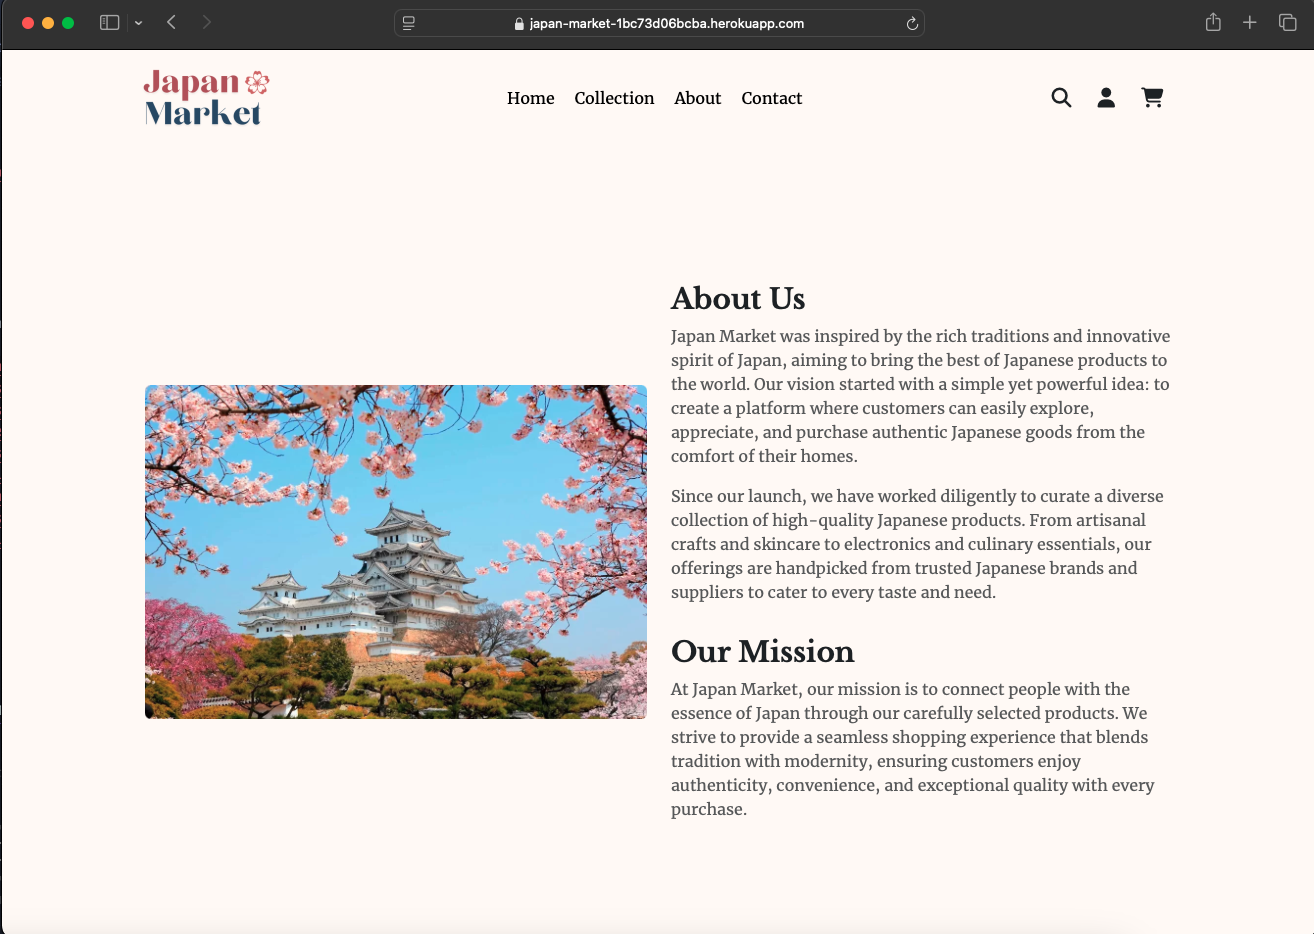 japan-market-1bc73d06bcba.herokuapp.com
Japan
Market
Home Collection About Contact
About Us
Japan Market was inspired by the rich traditions and innovative
spirit of Japan, aiming to bring the best of Japanese products to
the world. Our vision started with a simple yet powerful idea: to
create a platform where customers can easily explore,
appreciate, and purchase authentic Japanese goods from the
comfort of their homes.
Since our launch, we have worked diligently to curate a diverse
collection of high-quality Japanese products. From artisanal
crafts and skincare to electronics and culinary essentials, our
offerings are handpicked from trusted Japanese brands and
suppliers to cater to every taste and need.
Our Mission
At Japan Market, our mission is to connect people with the
essence of Japan through our carefully selected products. We
strive to provide a seamless shopping experience that blends
tradition with modernity, ensuring customers enjoy
authenticity, convenience, and exceptional quality with every
purchase.